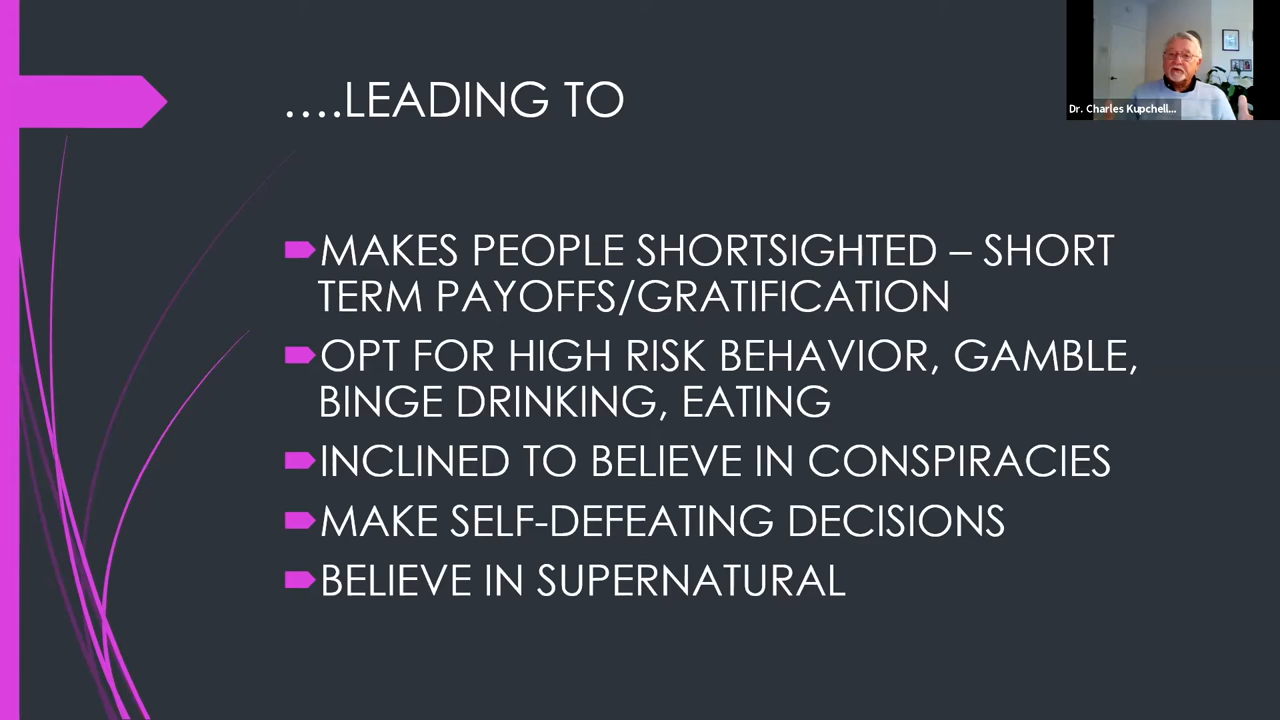 ....LEADING TO
MAKES PEOPLE SHORTSIGHTED – SHORT
TERM PAYOFFS/GRATIFICATION
OPT FOR HIGH RISK BEHAVIOR, GAMBLE,
BINGE DRINKING, EATING
INCLINED TO BELIEVE IN CONSPIRACIES
MAKE SELF-DEFEATING DECISIONS
BELIEVE IN SUPERNATURAL
Dr. Charles Kupchell...